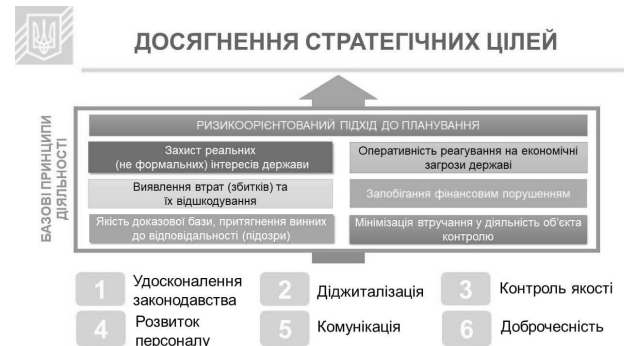 ДОСЯГНЕННЯ СТРАТЕГІЧНИХ ЦІЛЕЙ
БАЗОВІ ПРИНЦИПИ
ДІЯЛЬНОСТІ
РИЗИКООРІЄНТОВАНИЙ ПІДХІД ДО ПЛАНУВАННЯ
Захист реальних
(не формальних) інтересів держави
Оперативність реагування на економічні
загрози державі
Виявлення втрат (збитків) та
їх відшкодування
Запобігання фінансовим порушенням
Якість доказової бази, притягнення винних
до відповідальності (підозри)
Мінімізація втручання у діяльність об'єкта
контролю
1 Удосконалення
законодавства
2 Діджиталізація
3 Контроль якості
4 Розвиток
персоналу
5 Комунікація
6 Доброчесність